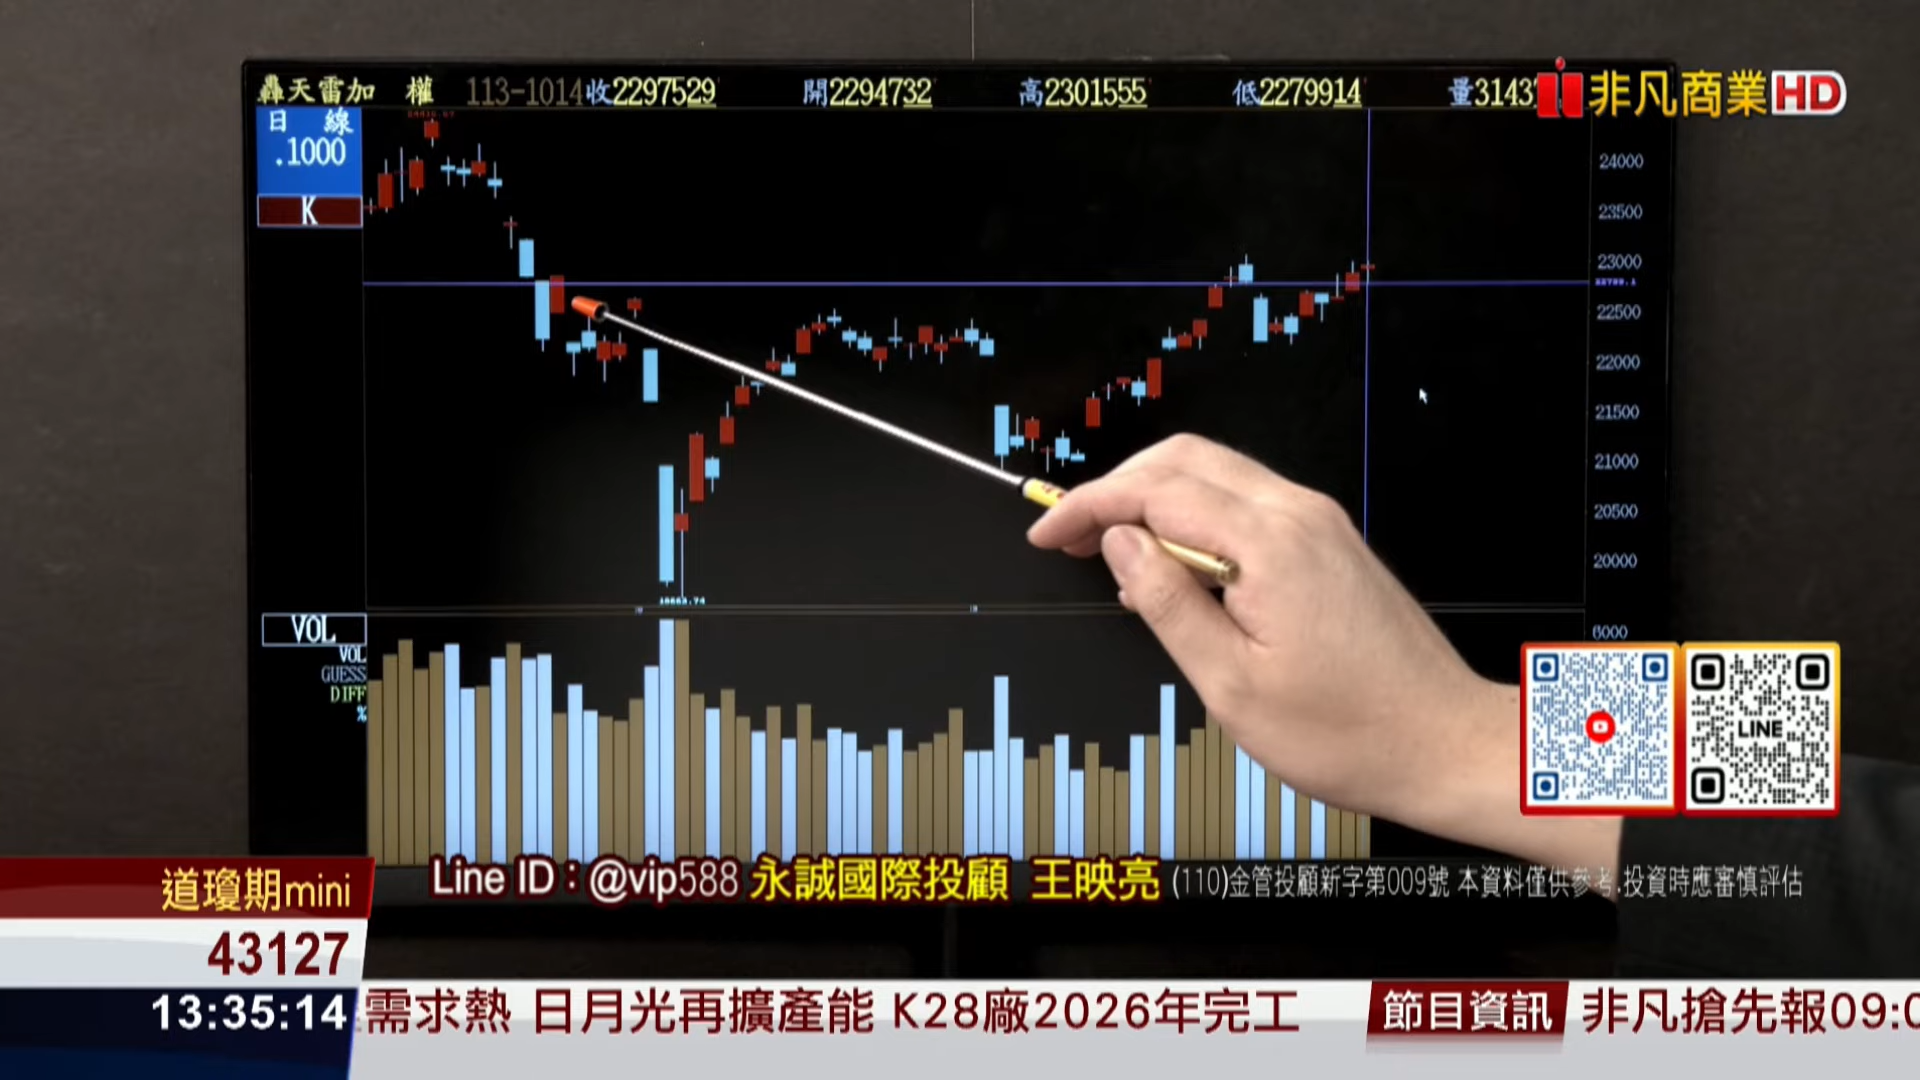 轟天雷加 權 113-1014收2297529 開2294732 高2301555 低2279914 量3143
非凡商業HD
日 線
.1000
K
24000
23500
23000
22500
22000
21500
21000
20500
20000
VOL
VOL
GUESS
DIFF
%
6000
LINE
Line ID：@vip588 永誠國際投顧 王映亮 (110)金管投顧新字第009號 本資料僅供參考.投資時應審慎評估
道瓊期mini
43127
13:35:14
需求熱 日月光再擴產能 K28廠2026年完工
節目資訊
非凡搶先報09:0